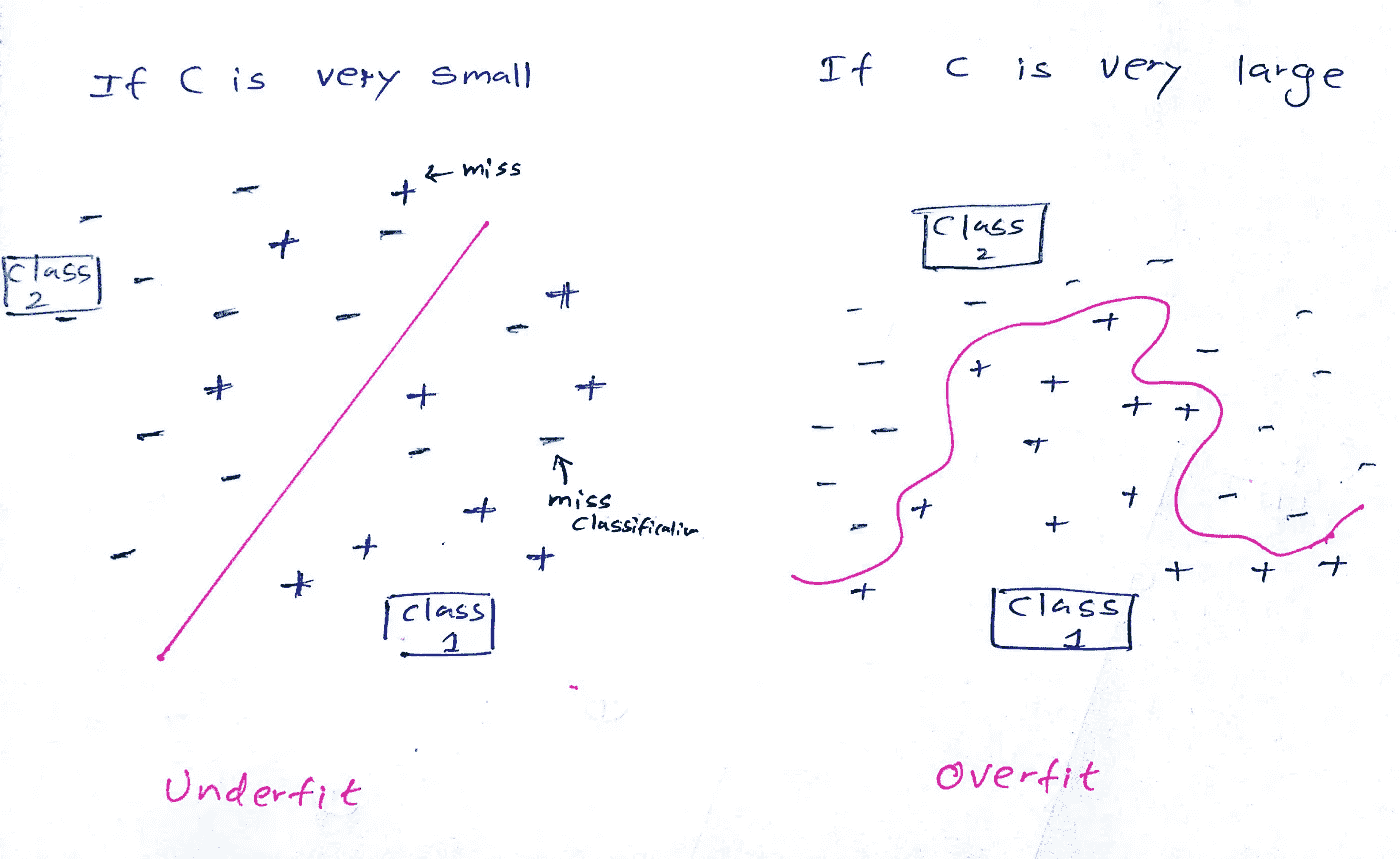 If C is very small
← miss
Class
2
miss
Classification
Class
1
Underfit
If C is very large
Class
2
Class
1
Overfit